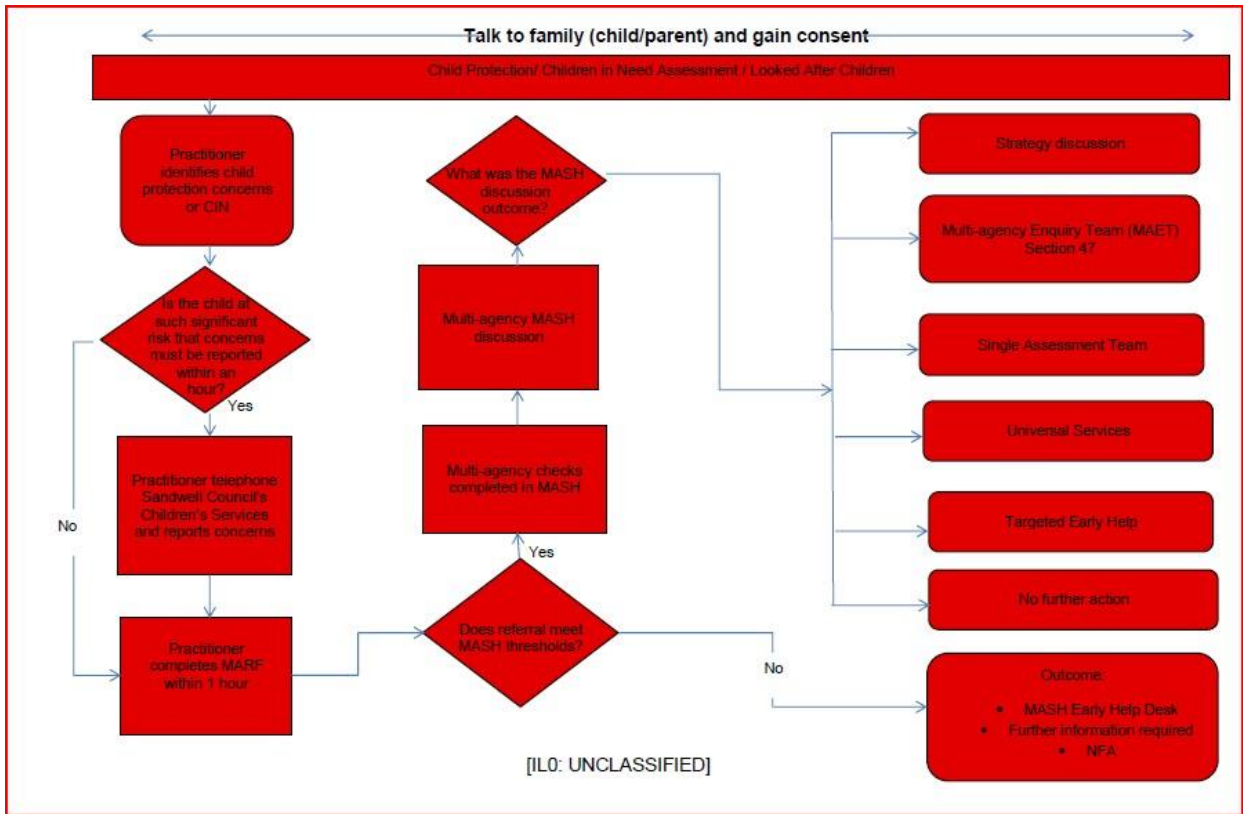 Talk to family (child/parent) and gain consent
Child Protection/ Children in Need Assessment / Looked After Children
Practitioner
identifies child
protection concerns
or CIN
Is the child at
such significant
risk that concerns
must be reported
within an
hour?
Yes
No
Practitioner telephone
Sandwell Council's
Children's Services
and reports concerns
Practitioner
completes MARF
within 1 hour
What was the MASH
discussion
outcome?
Multi-agency MASH
discussion
Multi-agency checks
completed in MASH
Yes
Does referral meet
MASH thresholds?
No
Strategy discussion
Multi-agency Enquiry Team (MAET)
Section 47
Single Assessment Team
Universal Services
Targeted Early Help
No further action
Outcome:
• MASH Early Help Desk
• Further information required
• NFA
[IL0: UNCLASSIFIED]